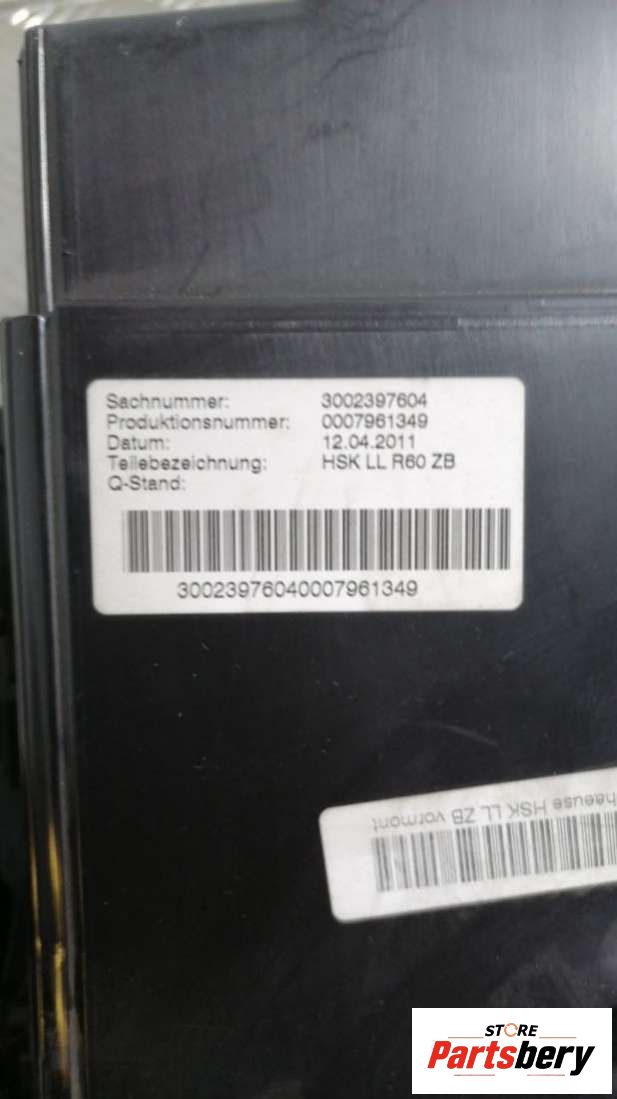 Sachnummer: 3002397604
Produktionsnummer: 0007961349
Datum: 12.04.2011
Teilebezeichnung: HSK LL R60 ZB
Q-Stand:
30023976040007961349
HSK LL ZB vormont
STORE
Partsbery